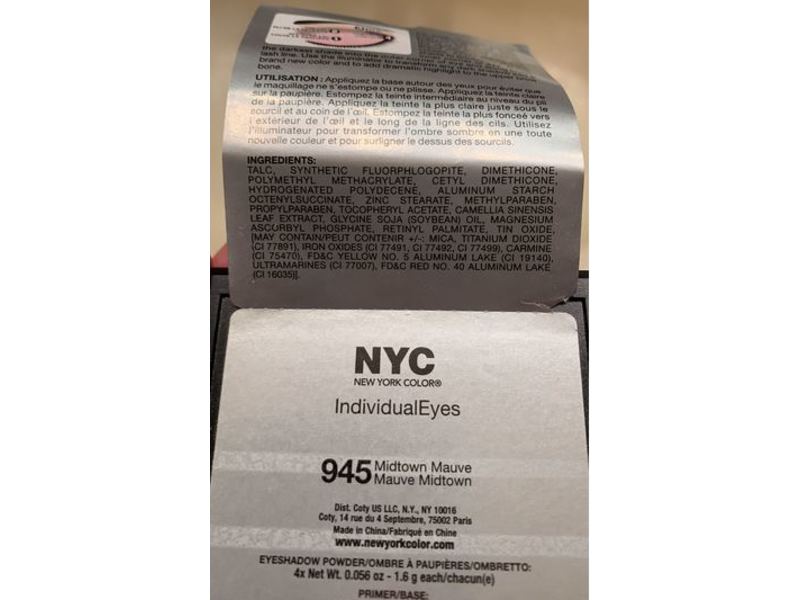 the darkest shade into the outer corner of
lash line. Use the illuminator to transform
brand new color and to add dramatic highlight to the upper brow
bone.
UTILISATION : Appliquez la base autour des yeux pour éviter que
le maquillage ne s'estompe ou ne plisse. Appliquez la teinte claire
sur la paupière. Estompez la teinte intermédiaire au niveau du pli
de la paupière. Appliquez la teinte la plus claire juste sous le
sourcil et au coin de l'œil. Estompez la teinte la plus foncée vers
l'extérieur de l'œil et le long de la ligne des cils. Utilisez
l'illuminator pour transformer l'ombre sombre en une toute
nouvelle couleur et pour surligner le dessus des sourcils.
INGREDIENTS:
TALC, SYNTHETIC FLUORPHLOGOPITE, DIMETHICONE,
POLYMETHYL METHACRYLATE, CETYL DIMETHICONE,
HYDROGENATED POLYDECENE, ALUMINUM STARCH
OCTENYLSUCCINATE, ZINC STEARATE, METHYLPARABEN,
PROPYLPARABEN, TOCOPHERYL ACETATE, CAMELLIA SINENSIS
LEAF EXTRACT, GLYCINE SOJA (SOYBEAN) OIL, MAGNESIUM
ASCORBYL PHOSPHATE, RETINYL PALMITATE, TIN OXIDE,
[MAY CONTAIN/PEUT CONTENIR +/-: MICA, TITANIUM DIOXIDE
(CI 77891), IRON OXIDES (CI 77491, CI 77492, CI 77499), CARMINE
(CI 75470), FD&C YELLOW NO. 5 ALUMINUM LAKE (CI 19140),
ULTRAMARINES (CI 77007), FD&C RED NO. 40 ALUMINUM LAKE
(CI 16035)].
NYC
NEW YORK COLOR®
IndividualEyes
945 Midtown Mauve
Mauve Midtown
Dist. Coty US LLC, N.Y., NY 10016
Coty, 14 rue du 4 Septembre, 75002 Paris
Made in China/Fabriqué en Chine
www.newyorkcolor.com
EYESHADOW POWDER/OMBRE À PAUPIÈRES/OMBRETTO:
4x Net Wt. 0.056 oz - 1.6 g each/chacun(e)
PRIMER/BASE: